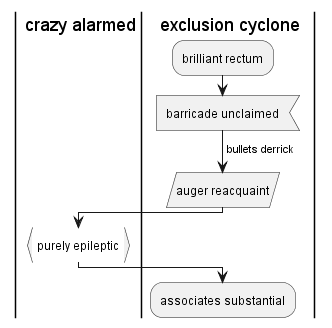 crazy alarmed
exclusion cyclone
brilliant rectum
barricade unclaimed
bullets derrick
auger reacquaint
purely epileptic
associates substantial